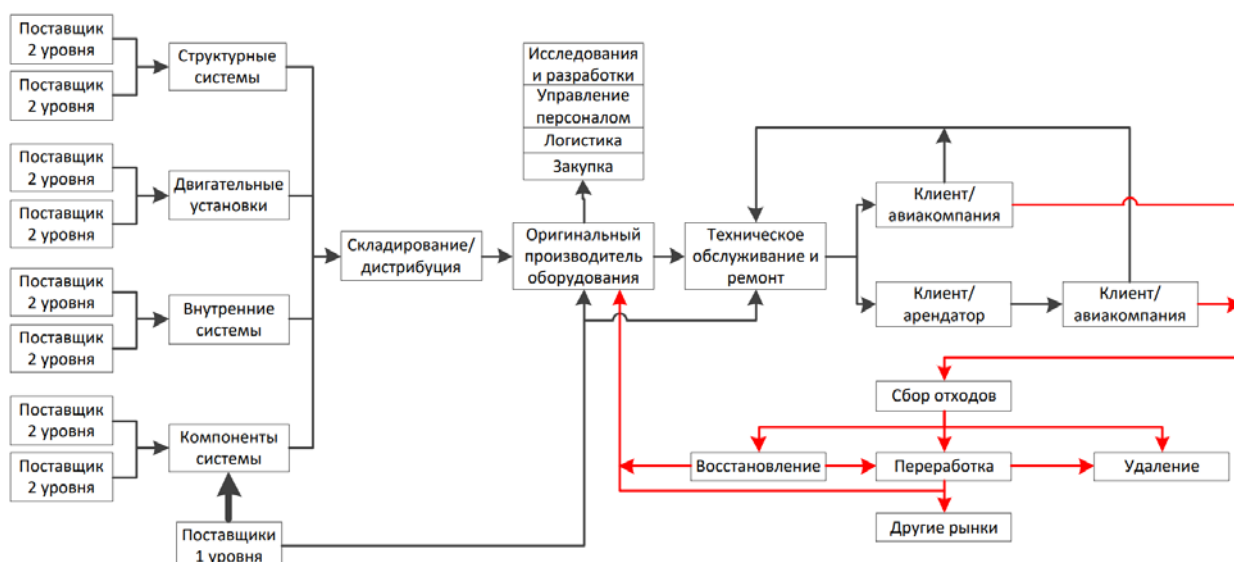 Поставщик
2 уровня
Поставщик
2 уровня
Структурные
системы
Поставщик
2 уровня
Поставщик
2 уровня
Двигательные
установки
Поставщик
2 уровня
Поставщик
2 уровня
Внутренние
системы
Поставщик
2 уровня
Поставщик
2 уровня
Компоненты
системы
Поставщики
1 уровня
Складирование/
дистрибуция
Исследования
и разработки
Управление
персоналом
Логистика
Закупка
Оригинальный
производитель
оборудования
Техническое
обслуживание и
ремонт
Клиент/
авиакомпания
Клиент/
арендатор
Клиент/
авиакомпания
Сбор отходов
Восстановление
Переработка
Удаление
Другие рынки